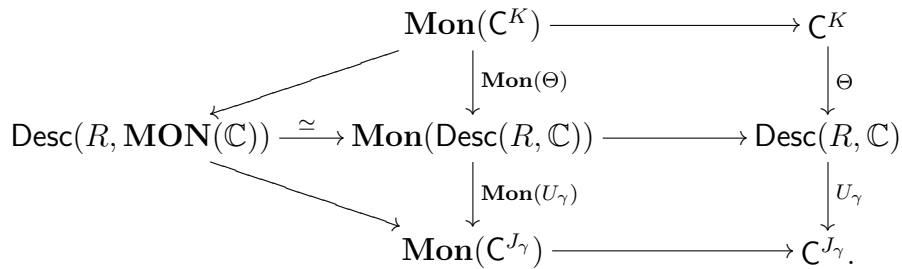 Mon(C^K) C^K
Mon(Θ) Θ
≃
Desc(R, MON(ℂ)) Mon(Desc(R, ℂ)) Desc(R, ℂ)
Mon(U_γ) U_γ
Mon(C^{J_γ}) C^{J_γ}.